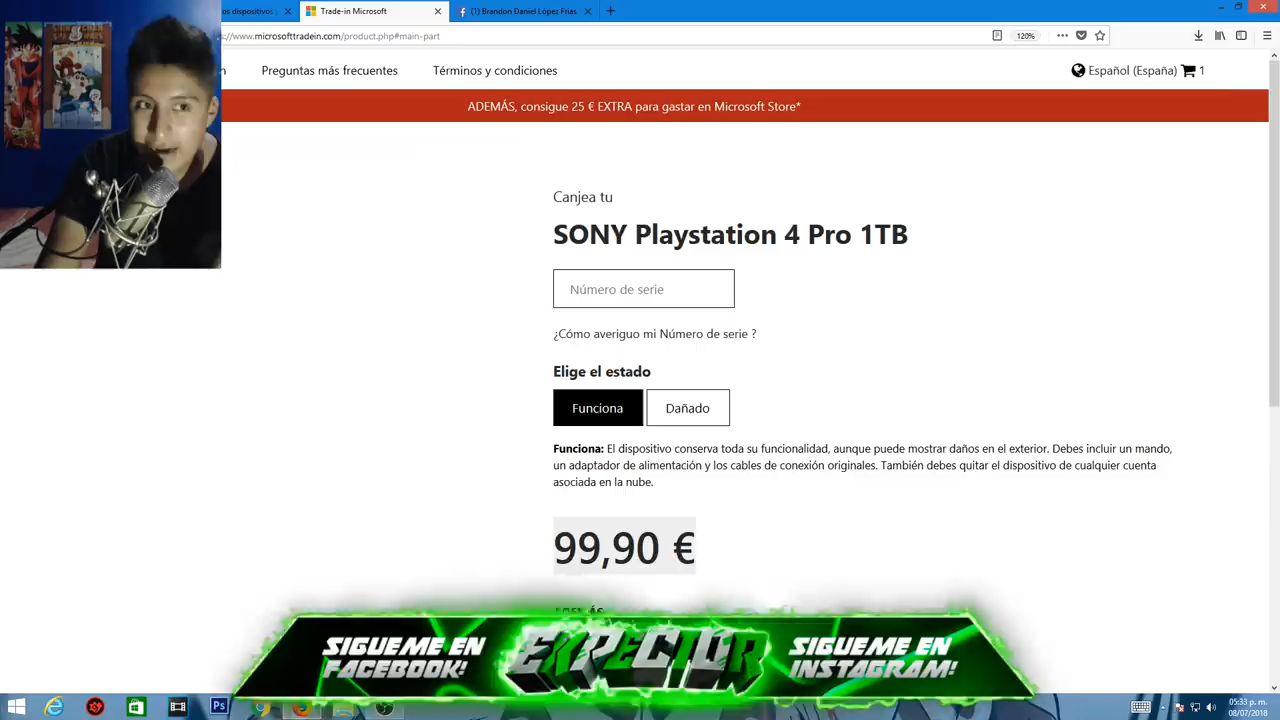 os dispositivos
Trade-in Microsoft
(1) Brandon Daniel López Frias
://www.microsofttradein.com/product.php#main-part
120%
Preguntas más frecuentes
Términos y condiciones
Español (España)
1
ADEMÁS, consigue 25 € EXTRA para gastar en Microsoft Store*
Canjea tu
SONY Playstation 4 Pro 1TB
Número de serie
¿Cómo averiguo mi Número de serie ?
Elige el estado
Funciona
Dañado
Funciona: El dispositivo conserva toda su funcionalidad, aunque puede mostrar daños en el exterior. Debes incluir un mando,
un adaptador de alimentación y los cables de conexión originales. También debes quitar el dispositivo de cualquier cuenta
asociada en la nube.
99,90 €
SIGUEME EN
FACEBOOK!
EXPECTOR
SIGUEME EN
INSTAGRAM!
Ps
05:33 p. m.
08/07/2018